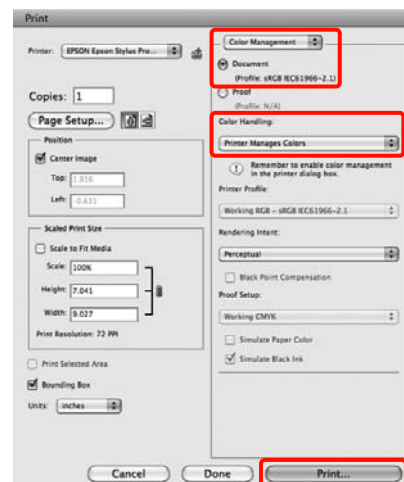 Print
Printer: EPSON Epson Stylus Pro...
Copies: 1
Page Setup...
Position
Center Image
Top: 1.016
Left: -0.631
Scaled Print Size
Scale to Fit Media
Scale: 100%
Height: 7.041
Width: 9.027
Print Resolution: 72 PPI
Print Selected Area
Bounding Box
Units: inches
Color Management
Document
(Profile: sRGB IEC61966-2.1)
Proof
(Profile: N/A)
Color Handling:
Printer Manages Colors
Remember to enable color management
in the printer dialog box.
Printer Profile:
Working RGB - sRGB IEC61966-2.1
Rendering Intent:
Perceptual
Black Point Compensation
Proof Setup:
Working CMYK
Simulate Paper Color
Simulate Black Ink
Cancel
Done
Print...